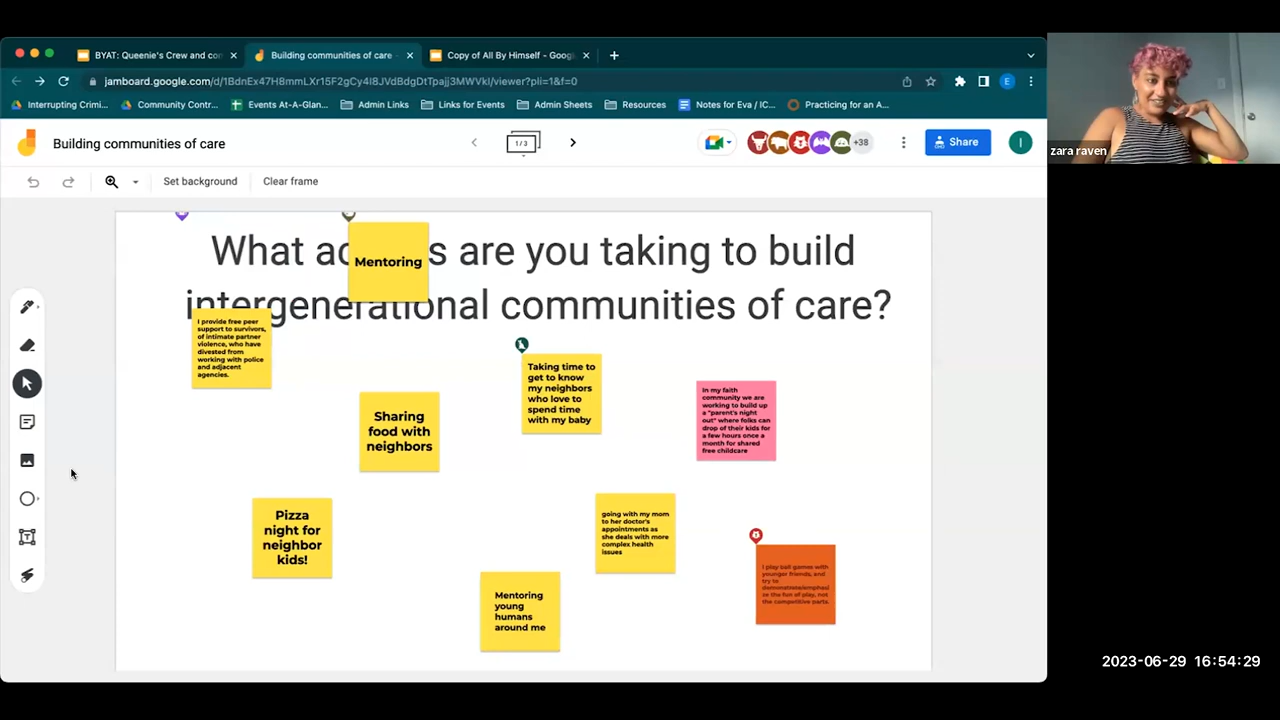 BYAT: Queenie's Crew and con
Building communities of care
Copy of All By Himself - Goog
jamboard.google.com/d/1BdnEx47H8mmLXr15F2gCy4I8JVdBdgDtTpajj3MWVkI/viewer?pli=1&f=0
E
Interrupting Crimi...
Community Contr...
Events At-A-Glan...
Admin Links
Links for Events
Admin Sheets
Resources
Notes for Eva / IC...
Practicing for an A...
Building communities of care
1/3
+38
Share
I
Set background
Clear frame
zara raven
What are you taking to build
intergenerational communities of care?
Mentoring
I provide free peer
support to survivors,
of intimate partner
violence, who have
divested from
working with police
and adjacent
agencies.
Taking time to
get to know
my neighbors
who love to
spend time
with my baby
In my faith
community we are
working to build up
a "parent's night
out" where folks can
drop of their kids for
a few hours once a
month for shared
free childcare
Sharing
food with
neighbors
Pizza
night for
neighbor
kids!
going with my mom
to her doctor's
appointments as
she deals with more
complex health
issues
I play ball games with
younger friends, and
try to
demonstrate/emphasi
ze the fun of play, not
the competitive parts.
Mentoring
young
humans
around me
2023-06-29 16:54:29